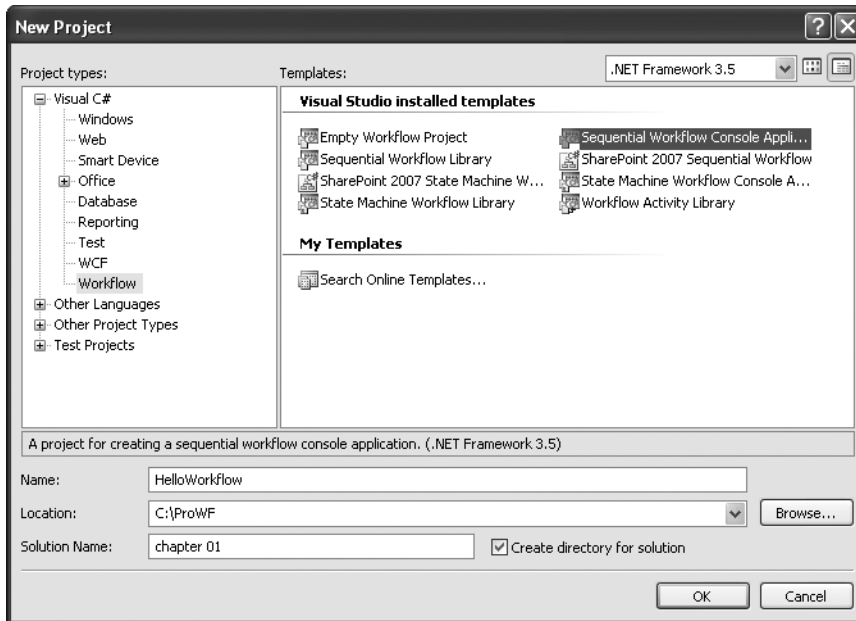 New Project
Project types:
Templates:
.NET Framework 3.5
Visual C#
Windows
Web
Smart Device
Office
Database
Reporting
Test
WCF
Workflow
Other Languages
Other Project Types
Test Projects
Visual Studio installed templates
Empty Workflow Project
Sequential Workflow Console Appli...
Sequential Workflow Library
SharePoint 2007 Sequential Workflow
SharePoint 2007 State Machine W...
State Machine Workflow Console A...
State Machine Workflow Library
Workflow Activity Library
My Templates
Search Online Templates...
A project for creating a sequential workflow console application. (.NET Framework 3.5)
Name:
HelloWorkflow
Location:
C:\ProWF
Browse...
Solution Name:
chapter 01
Create directory for solution
OK
Cancel